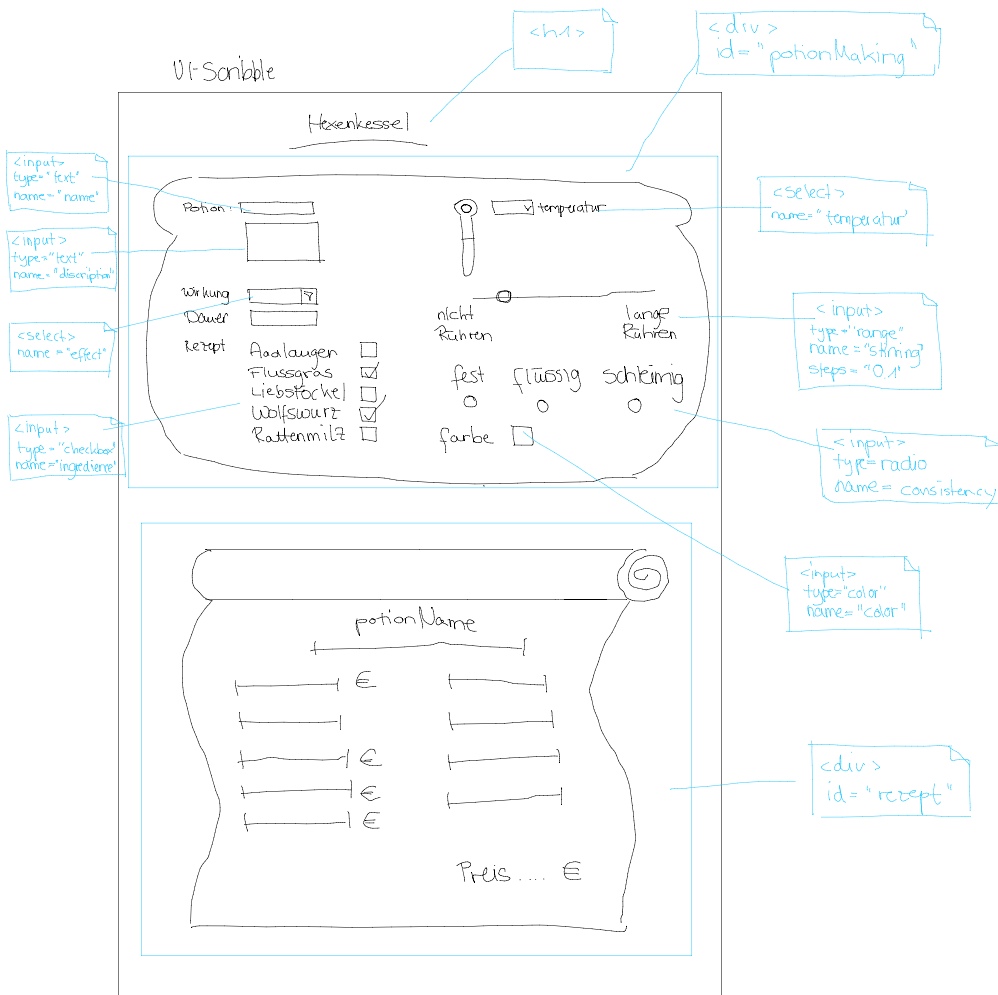 UI-Scribble
<h1>
<div>
id="potionMaking"
Hexenkessel
<input>
type="text"
name="name"
Potion:
temperatur
<select>
name="temperatur"
<input>
type="text"
name="discription"
Wirkung
Dauer
<select>
name="effect"
nicht
Rühren
lange
Rühren
<input>
type="range"
name="stirring"
steps="0,1"
Rezept
Aadlaugen
Flussgras
Liebstöckel
Wolfswurz
Rattenmilz
fest flüssig schleimig
farbe
<input>
type="checkbox"
name="ingredience"
<input>
type=radio
name=consistency
<input>
type="color"
name="color"
potionName
€
€
€
€
Preis.... €
<div>
id="rezept"